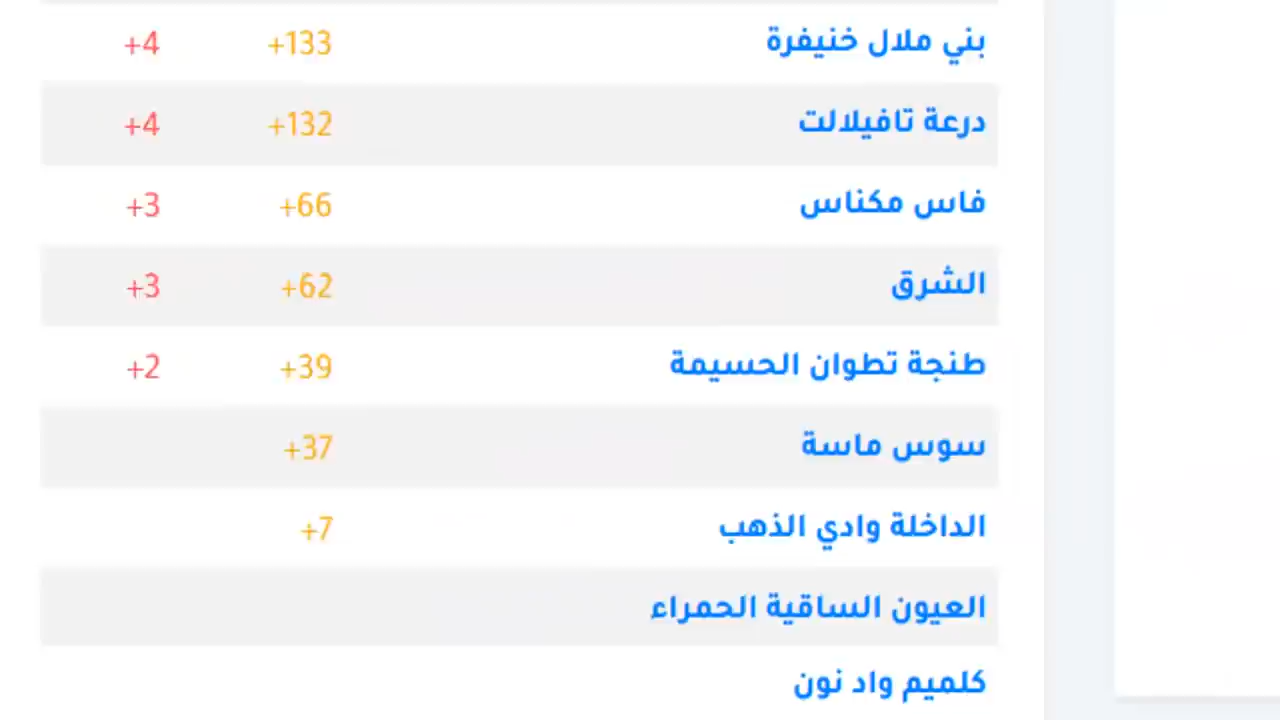 بني ملال خنيفرة +133 +4
درعة تافيلالت +132 +4
فاس مكناس +66 +3
الشرق +62 +3
طنجة تطوان الحسيمة +39 +2
سوس ماسة +37
الداخلة وادي الذهب +7
العيون الساقية الحمراء
كلميم واد نون